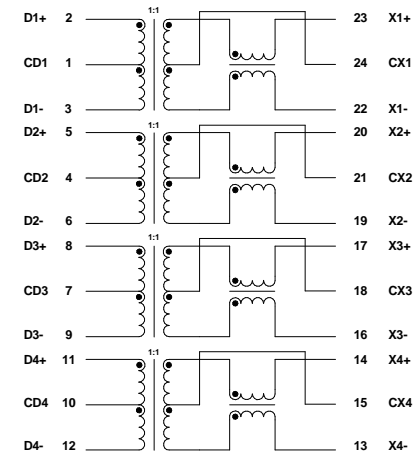 1:1
D1+ 2 23 X1+
CD1 1 24 CX1
D1- 3 22 X1-
1:1
D2+ 5 20 X2+
CD2 4 21 CX2
D2- 6 19 X2-
1:1
D3+ 8 17 X3+
CD3 7 18 CX3
D3- 9 16 X3-
1:1
D4+ 11 14 X4+
CD4 10 15 CX4
D4- 12 13 X4-